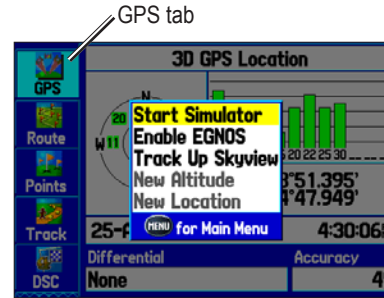 GPS tab
3D GPS Location
GPS
N
20
W 11
Start Simulator
Enable EGNOS
Track Up Skyview
New Altitude
New Location
MENU for Main Menu
20 22 25 30
Route
Points
8°51.395'
4°47.949'
Track
25-
4:30:06
Differential
Accuracy
DSC
None
4